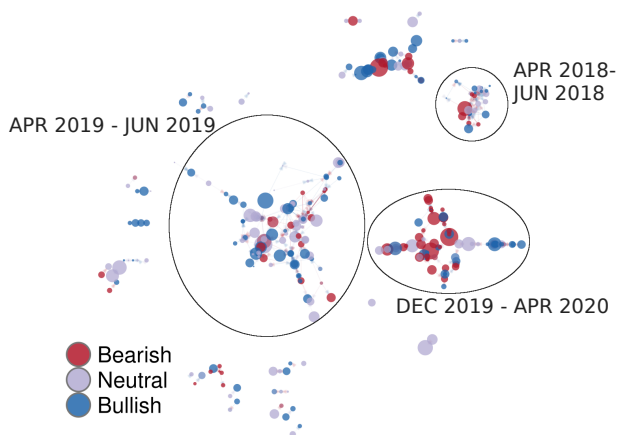 APR 2018-
JUN 2018
APR 2019 - JUN 2019
DEC 2019 - APR 2020
Bearish
Neutral
Bullish